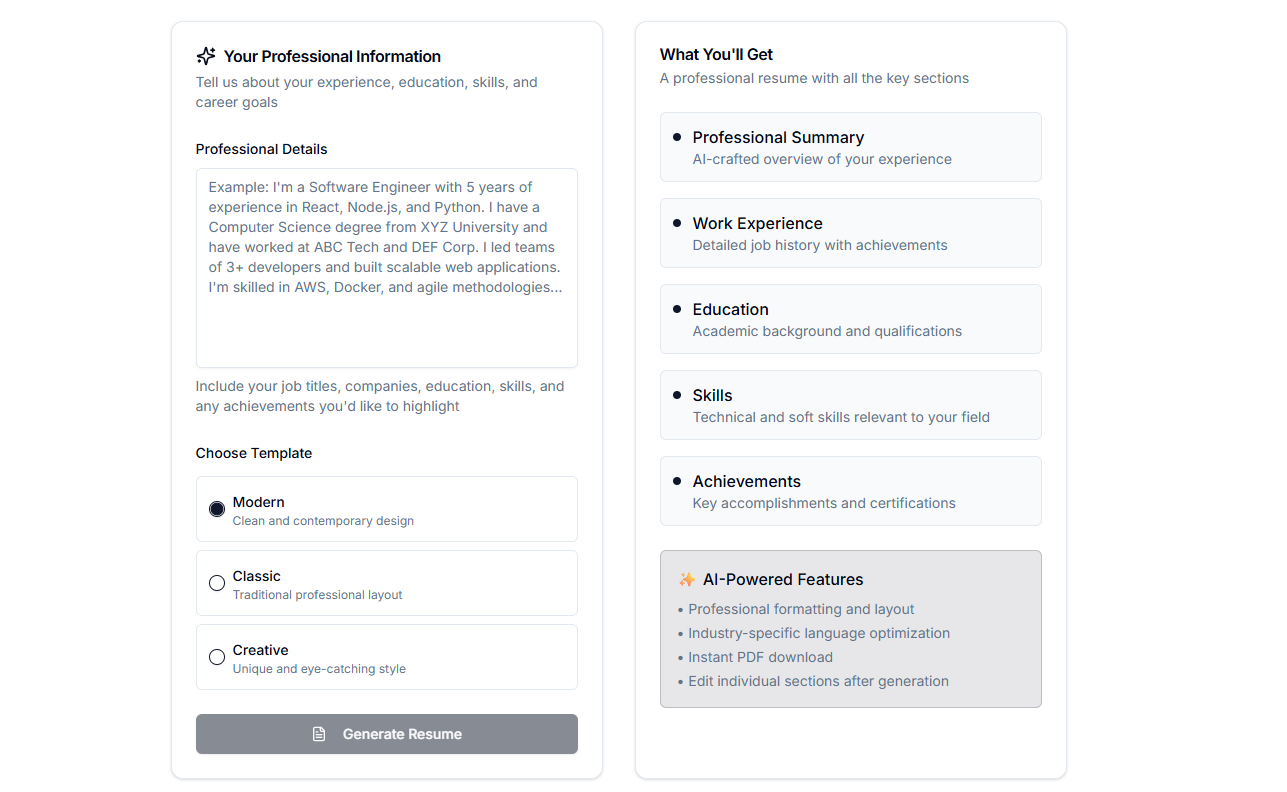 Your Professional Information
Tell us about your experience, education, skills, and
career goals
Professional Details
Example: I'm a Software Engineer with 5 years of
experience in React, Node.js, and Python. I have a
Computer Science degree from XYZ University and
have worked at ABC Tech and DEF Corp. I led teams
of 3+ developers and built scalable web applications.
I'm skilled in AWS, Docker, and agile methodologies...
Include your job titles, companies, education, skills, and
any achievements you'd like to highlight
Choose Template
Modern
Clean and contemporary design
Classic
Traditional professional layout
Creative
Unique and eye-catching style
Generate Resume
What You'll Get
A professional resume with all the key sections
Professional Summary
AI-crafted overview of your experience
Work Experience
Detailed job history with achievements
Education
Academic background and qualifications
Skills
Technical and soft skills relevant to your field
Achievements
Key accomplishments and certifications
✨ AI-Powered Features
• Professional formatting and layout
• Industry-specific language optimization
• Instant PDF download
• Edit individual sections after generation